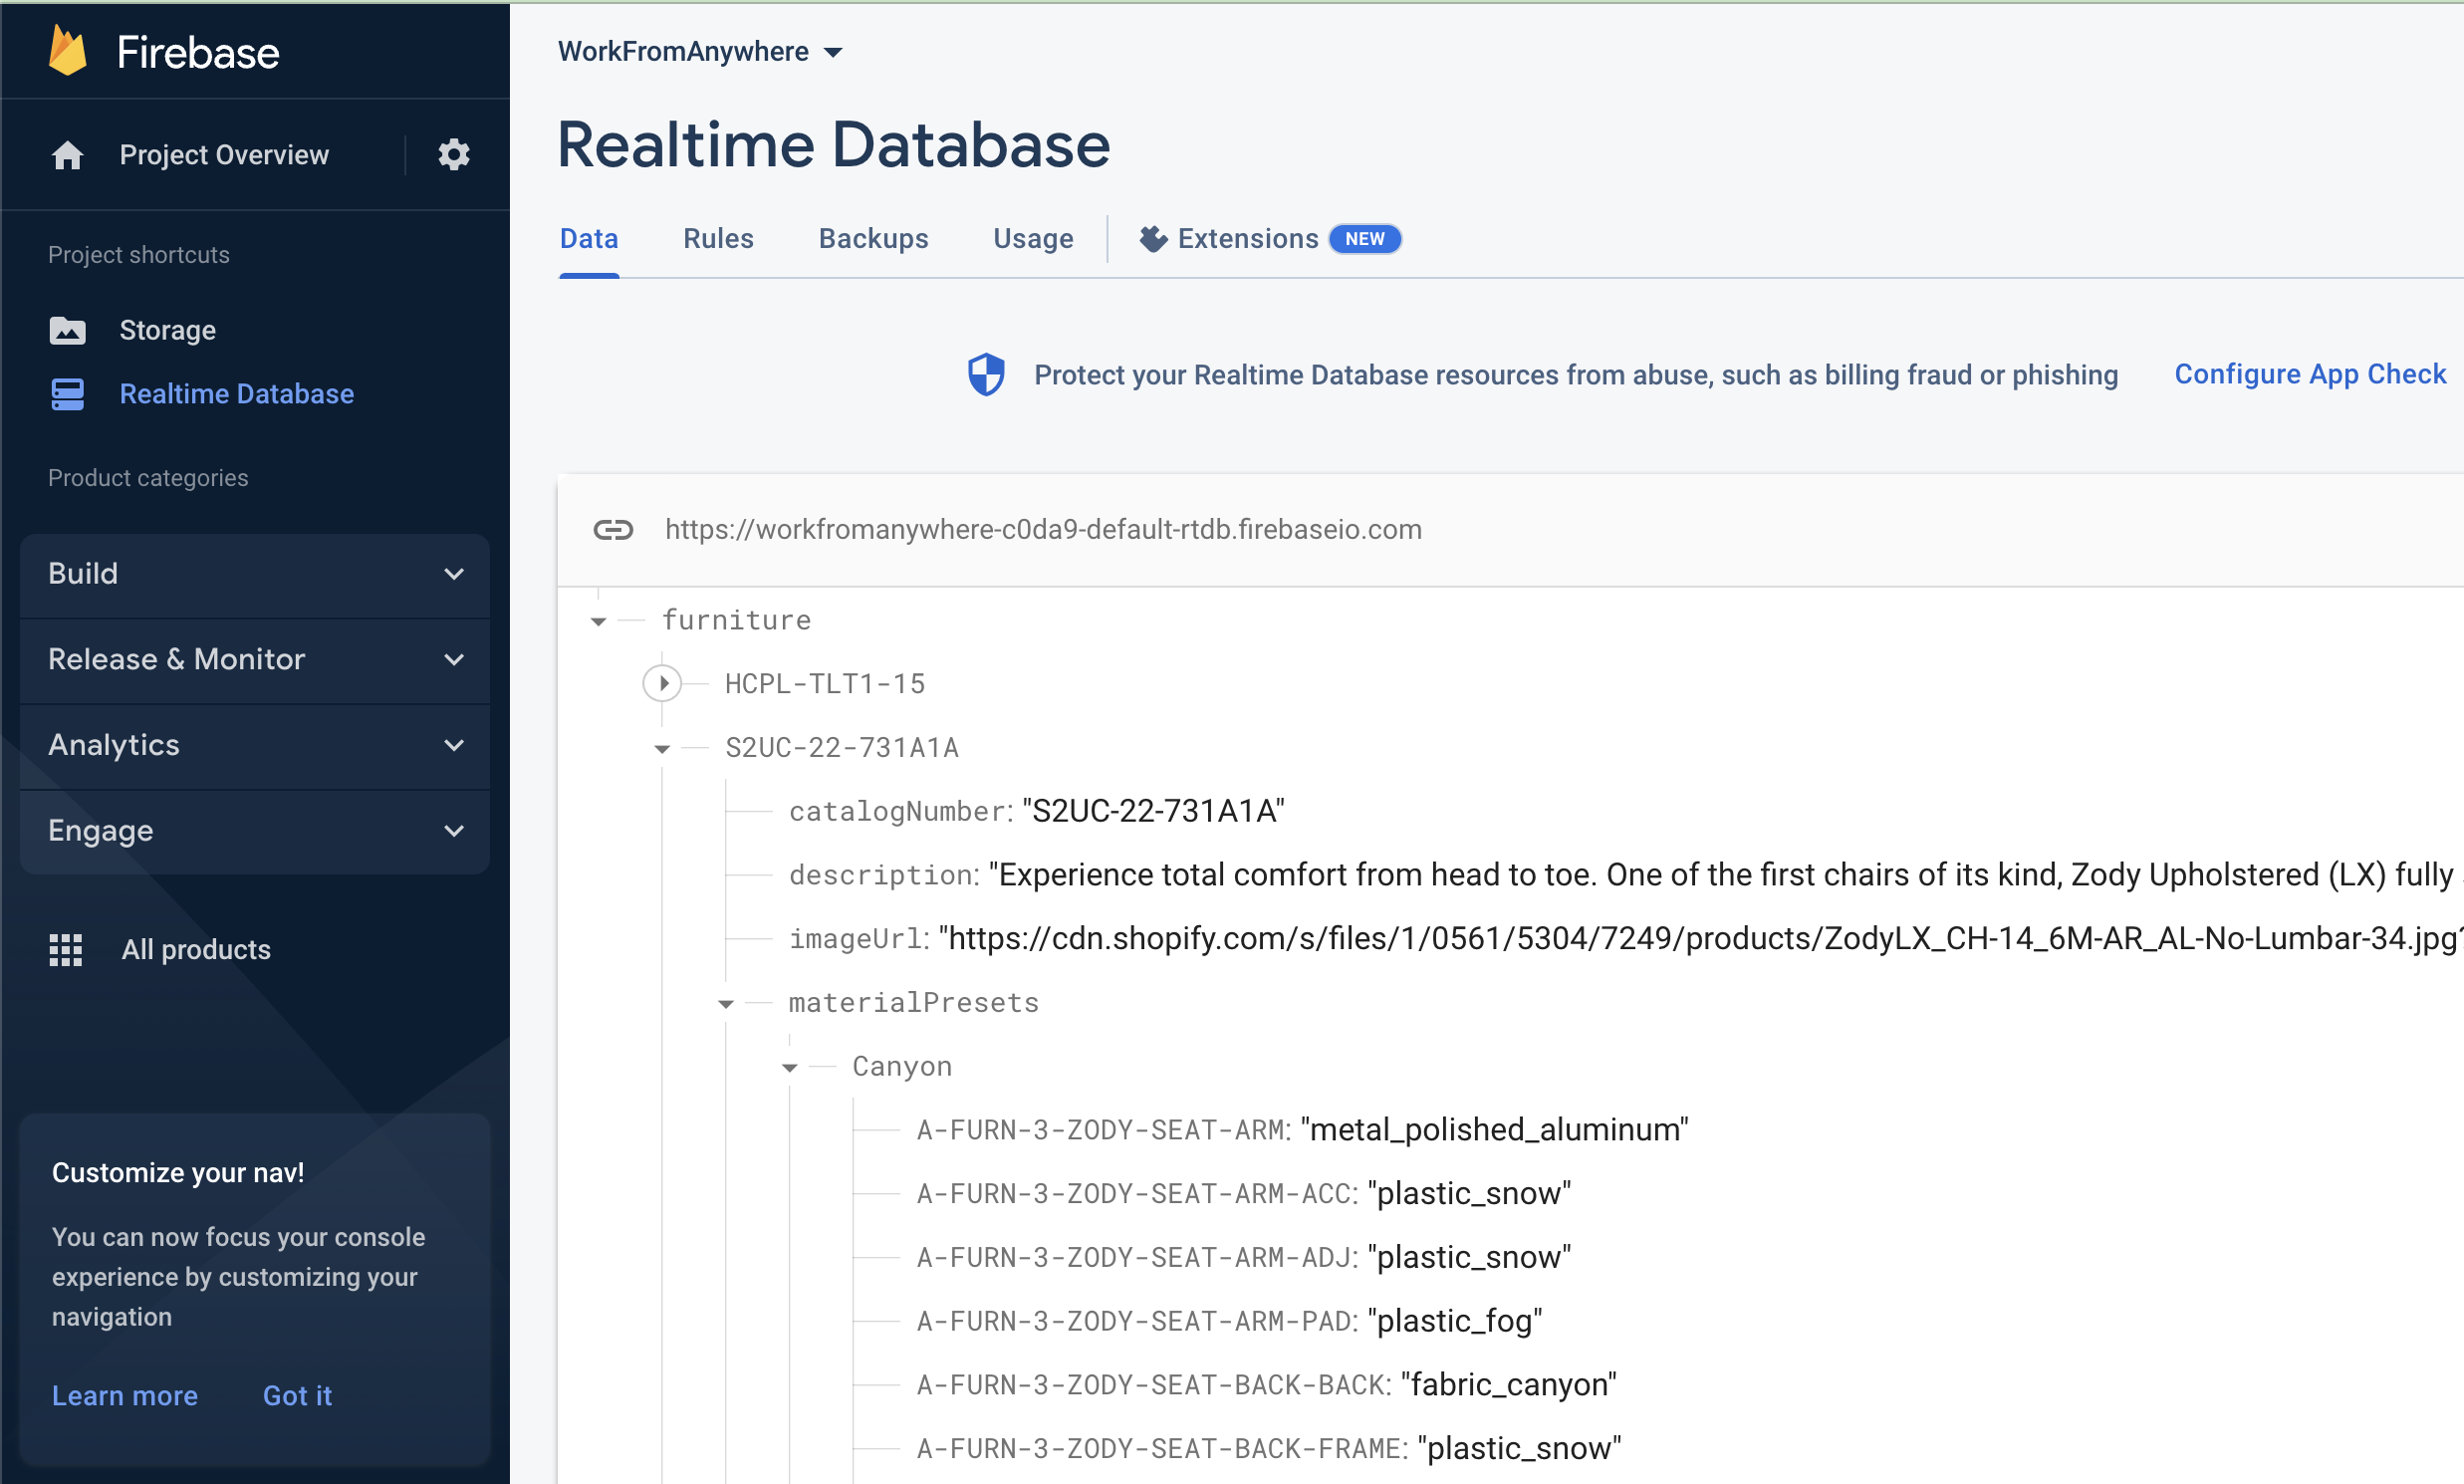 Firebase
Project Overview
Project shortcuts
Storage
Realtime Database
Product categories
Build
Release & Monitor
Analytics
Engage
All products
Customize your nav!
You can now focus your console
experience by customizing your
navigation
Learn more Got it
WorkFromAnywhere
Realtime Database
Data Rules Backups Usage Extensions NEW
Protect your Realtime Database resources from abuse, such as billing fraud or phishing Configure App Check
https://workfromanywhere-c0da9-default-rtdb.firebaseio.com
furniture
HCPL-TLT1-15
S2UC-22-731A1A
catalogNumber: "S2UC-22-731A1A"
description: "Experience total comfort from head to toe. One of the first chairs of its kind, Zody Upholstered (LX) fully
imageUrl: "https://cdn.shopify.com/s/files/1/0561/5304/7249/products/ZodyLX_CH-14_6M-AR_AL-No-Lumbar-34.jpg?
materialPresets
Canyon
A-FURN-3-ZODY-SEAT-ARM: "metal_polished_aluminum"
A-FURN-3-ZODY-SEAT-ARM-ACC: "plastic_snow"
A-FURN-3-ZODY-SEAT-ARM-ADJ: "plastic_snow"
A-FURN-3-ZODY-SEAT-ARM-PAD: "plastic_fog"
A-FURN-3-ZODY-SEAT-BACK-BACK: "fabric_canyon"
A-FURN-3-ZODY-SEAT-BACK-FRAME: "plastic_snow"